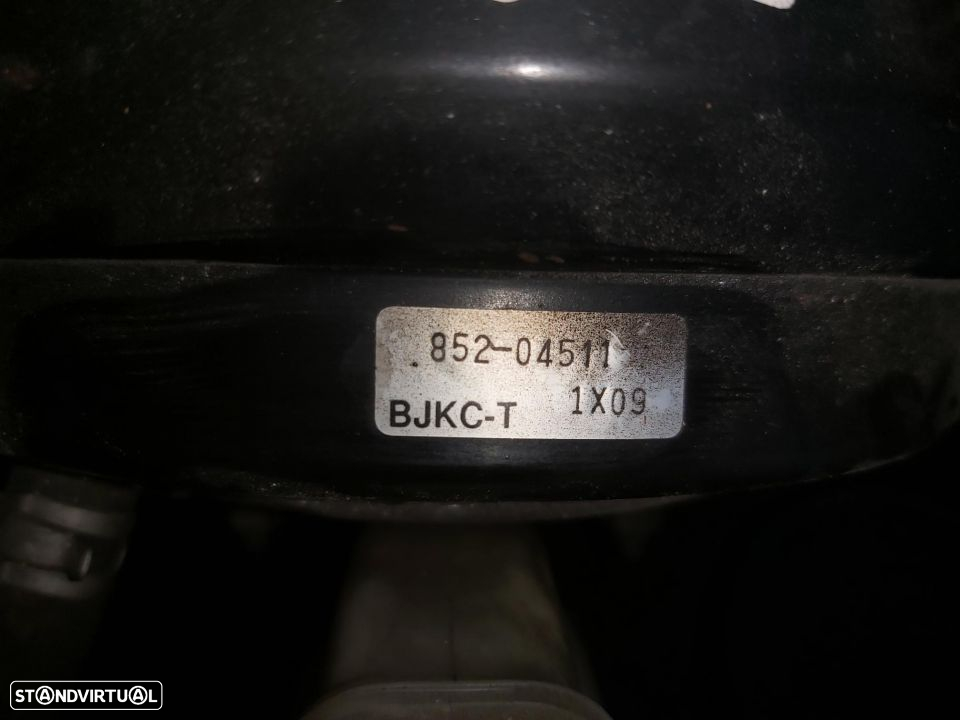 852-04511
BJKC-T 1X09
STANDVIRTUAL